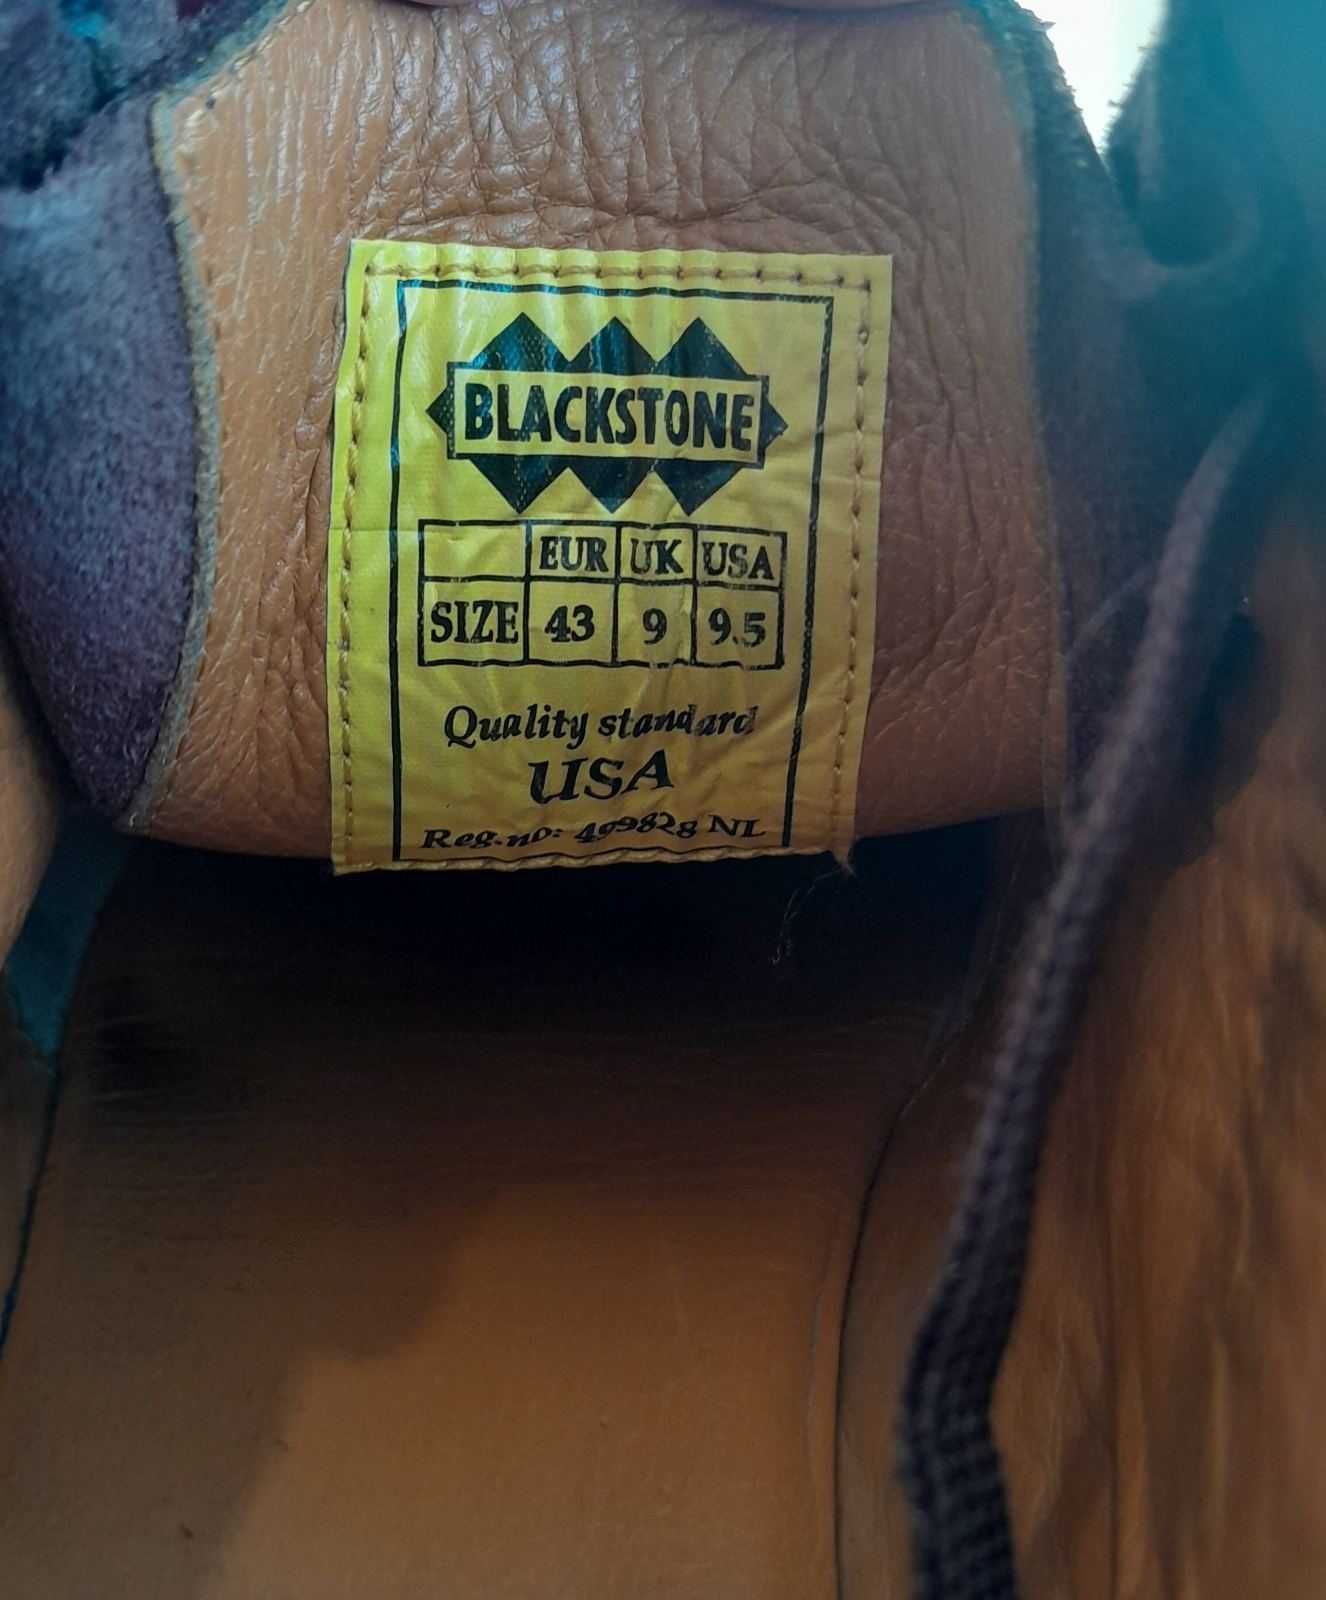 BLACKSTONE
EUR UK USA
SIZE 43 9 9.5
Quality standard
USA
Reg.no: 499828 NL